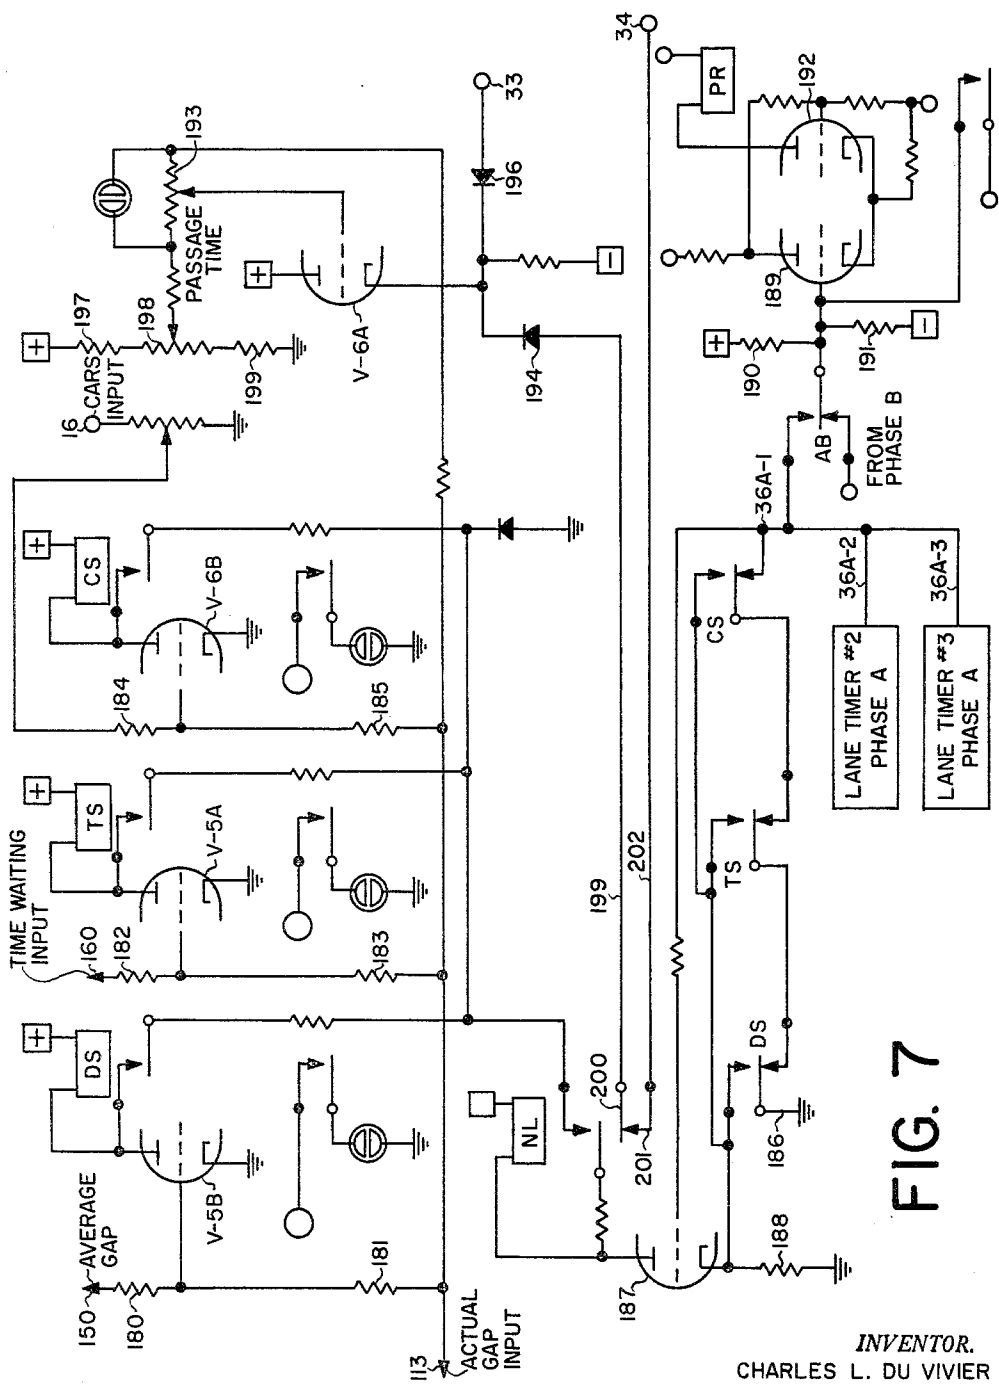 193
PASSAGE
TIME
+
197
198
199
CARS
INPUT
16
+
V-6A
33
196
−
194
34
PR
192
189
190
+
191
−
AB
FROM
PHASE B
36A-1
36A-2
36A-3
LANE TIMER #2
PHASE A
LANE TIMER #3
PHASE A
+
CS
V-6B
184
185
CS
TIME WAITING
INPUT
160
182
+
TS
V-5A
183
199
202
TS
+
DS
V-5B
150
AVERAGE
GAP
180
181
113
ACTUAL
GAP
INPUT
NL
200
201
187
188
186
DS
FIG. 7
INVENTOR.
CHARLES L. DU VIVIER